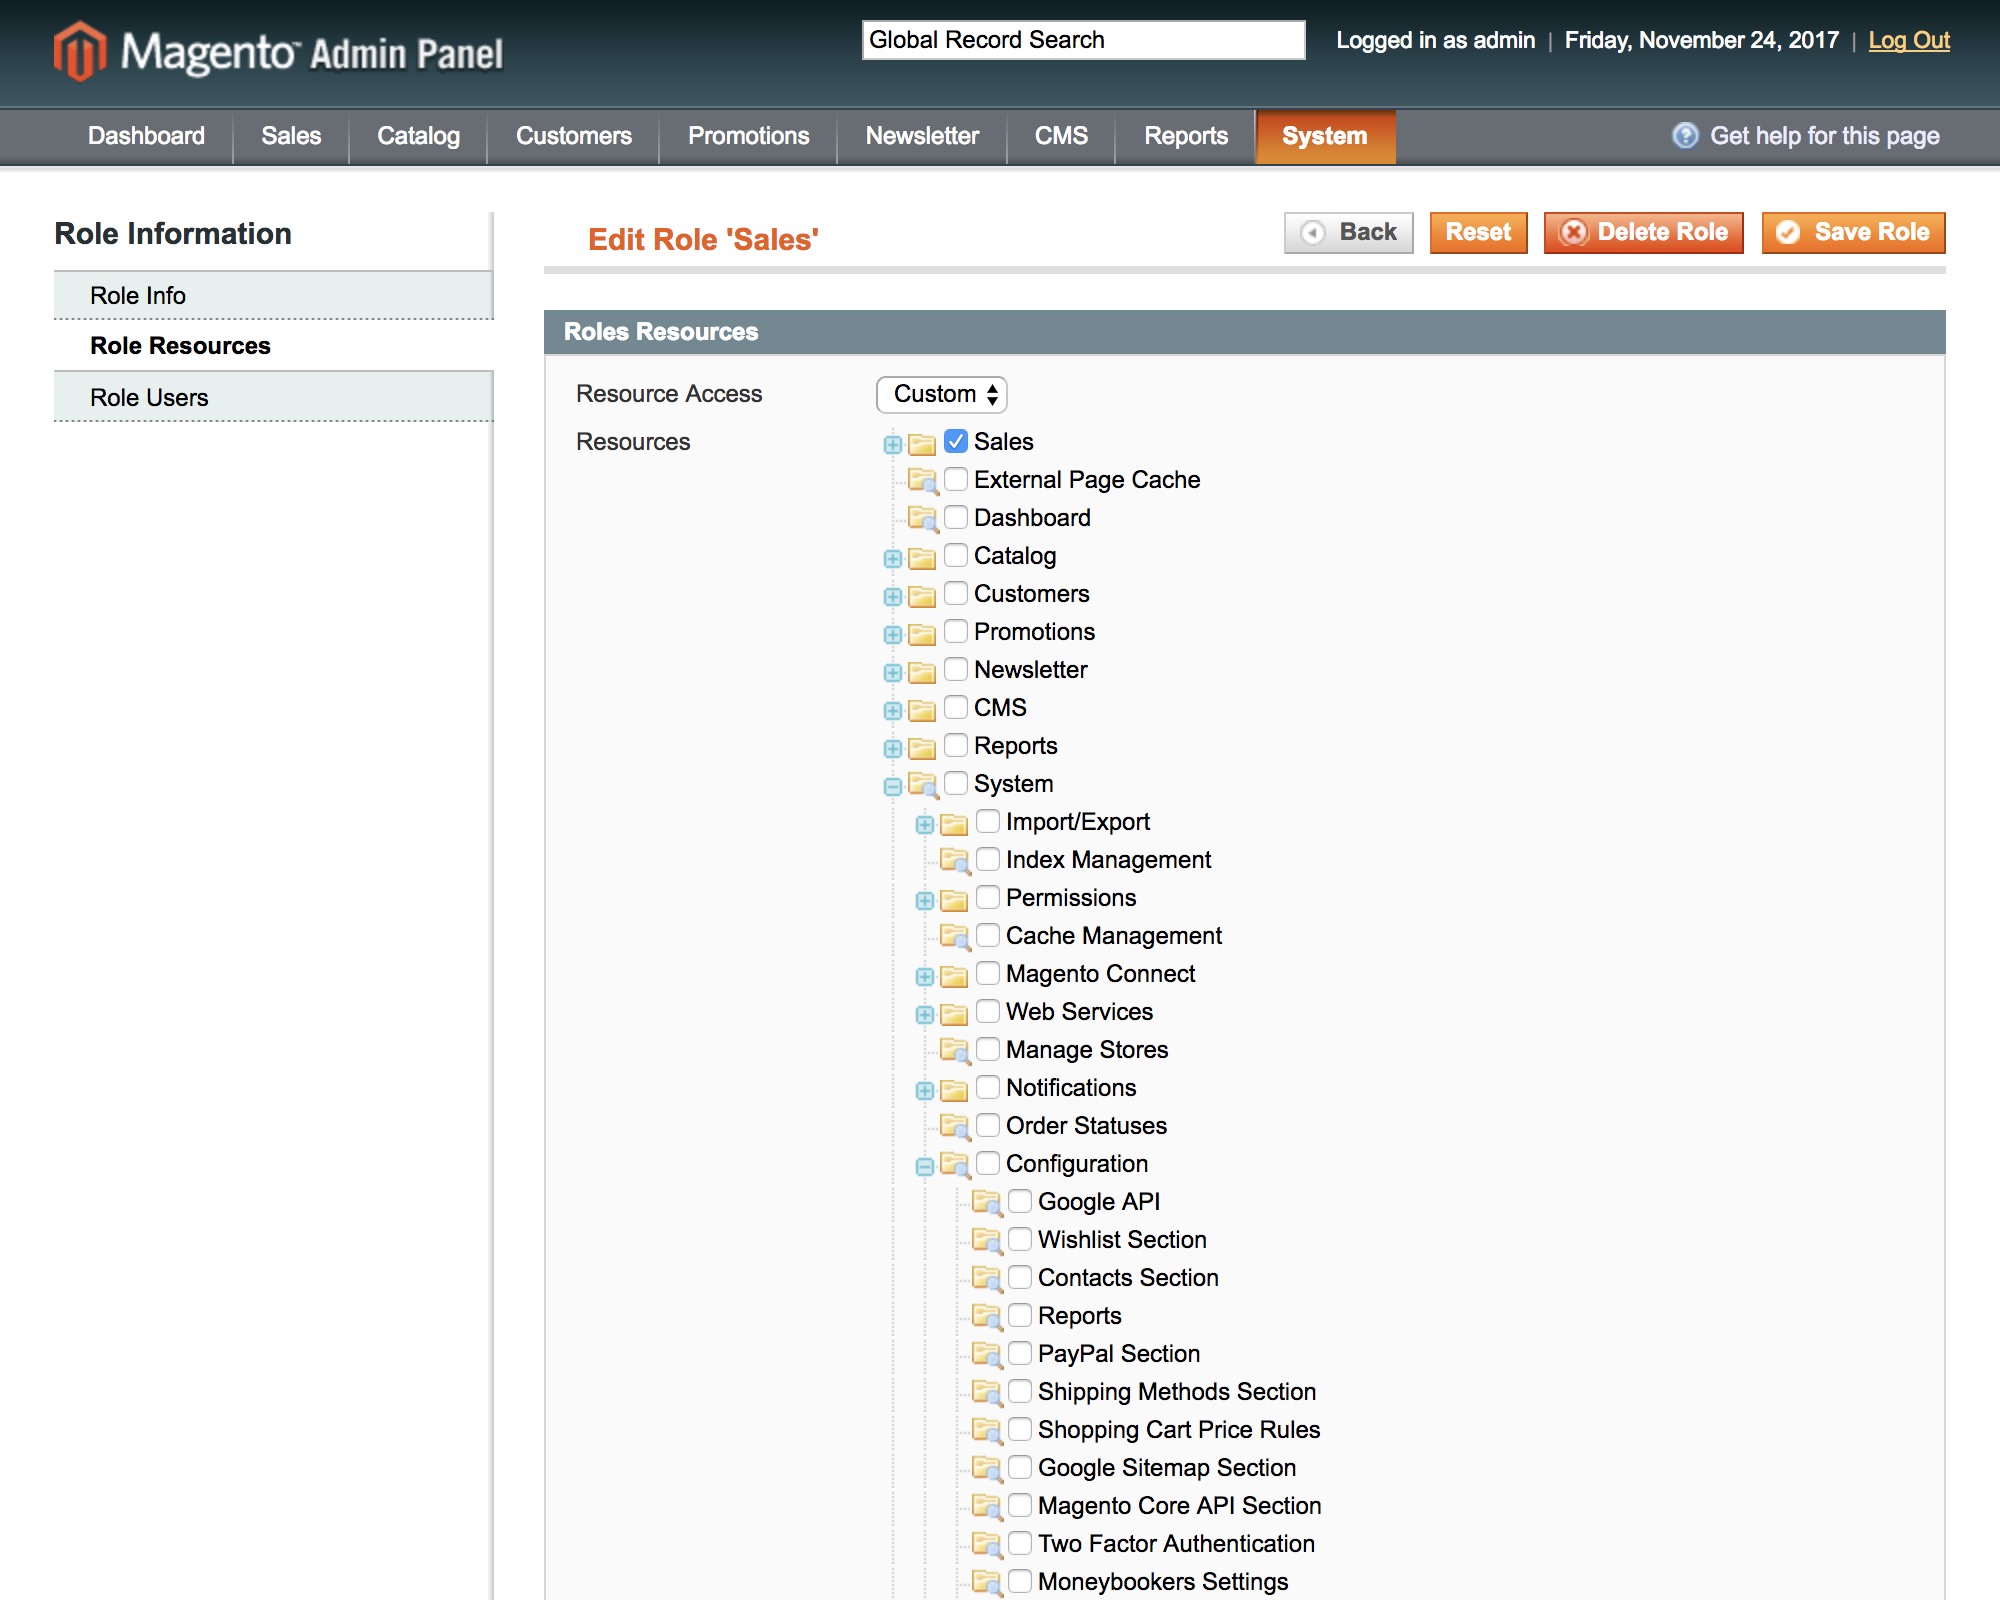 Magento™ Admin Panel
Global Record Search
Logged in as admin | Friday, November 24, 2017 | Log Out
Dashboard Sales Catalog Customers Promotions Newsletter CMS Reports System Get help for this page
Role Information
Role Info
Role Resources
Role Users
Edit Role 'Sales'
Back Reset Delete Role Save Role
Roles Resources
Resource Access Custom
Resources
Sales
External Page Cache
Dashboard
Catalog
Customers
Promotions
Newsletter
CMS
Reports
System
Import/Export
Index Management
Permissions
Cache Management
Magento Connect
Web Services
Manage Stores
Notifications
Order Statuses
Configuration
Google API
Wishlist Section
Contacts Section
Reports
PayPal Section
Shipping Methods Section
Shopping Cart Price Rules
Google Sitemap Section
Magento Core API Section
Two Factor Authentication
Moneybookers Settings